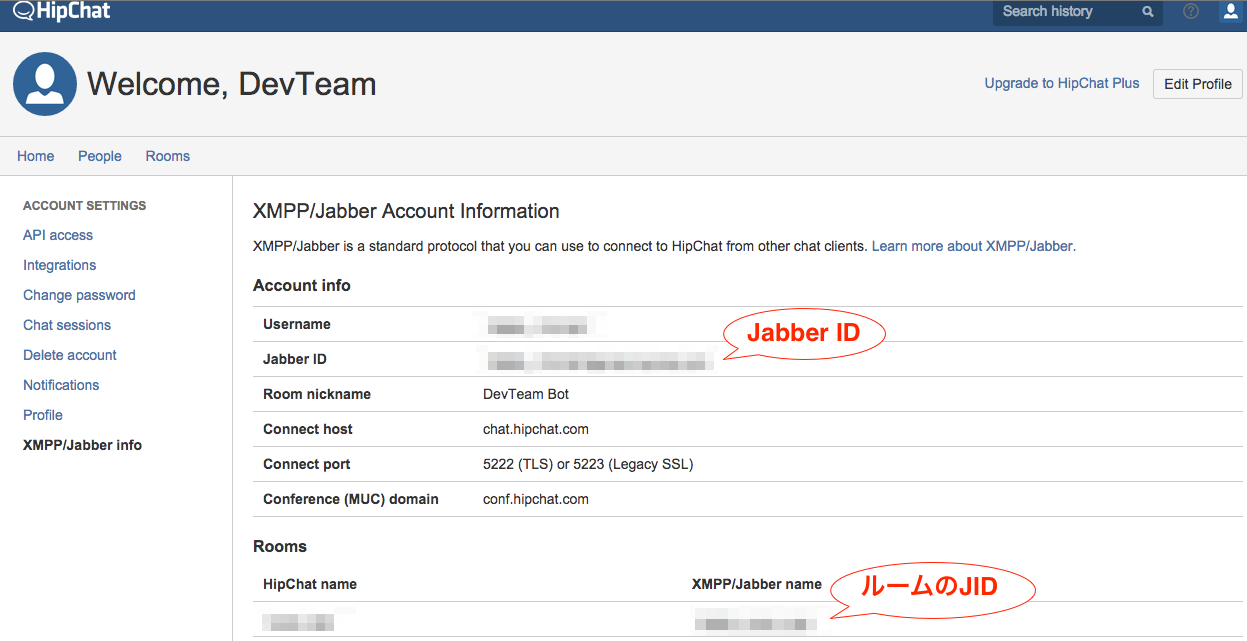 HipChat
Search history
Welcome, DevTeam
Upgrade to HipChat Plus
Edit Profile
Home People Rooms
ACCOUNT SETTINGS
API access
Integrations
Change password
Chat sessions
Delete account
Notifications
Profile
XMPP/Jabber info
XMPP/Jabber Account Information
XMPP/Jabber is a standard protocol that you can use to connect to HipChat from other chat clients. Learn more about XMPP/Jabber.
Account info
Username
Jabber ID
Jabber ID
Room nickname DevTeam Bot
Connect host chat.hipchat.com
Connect port 5222 (TLS) or 5223 (Legacy SSL)
Conference (MUC) domain conf.hipchat.com
Rooms
HipChat name XMPP/Jabber name
ルームのJID